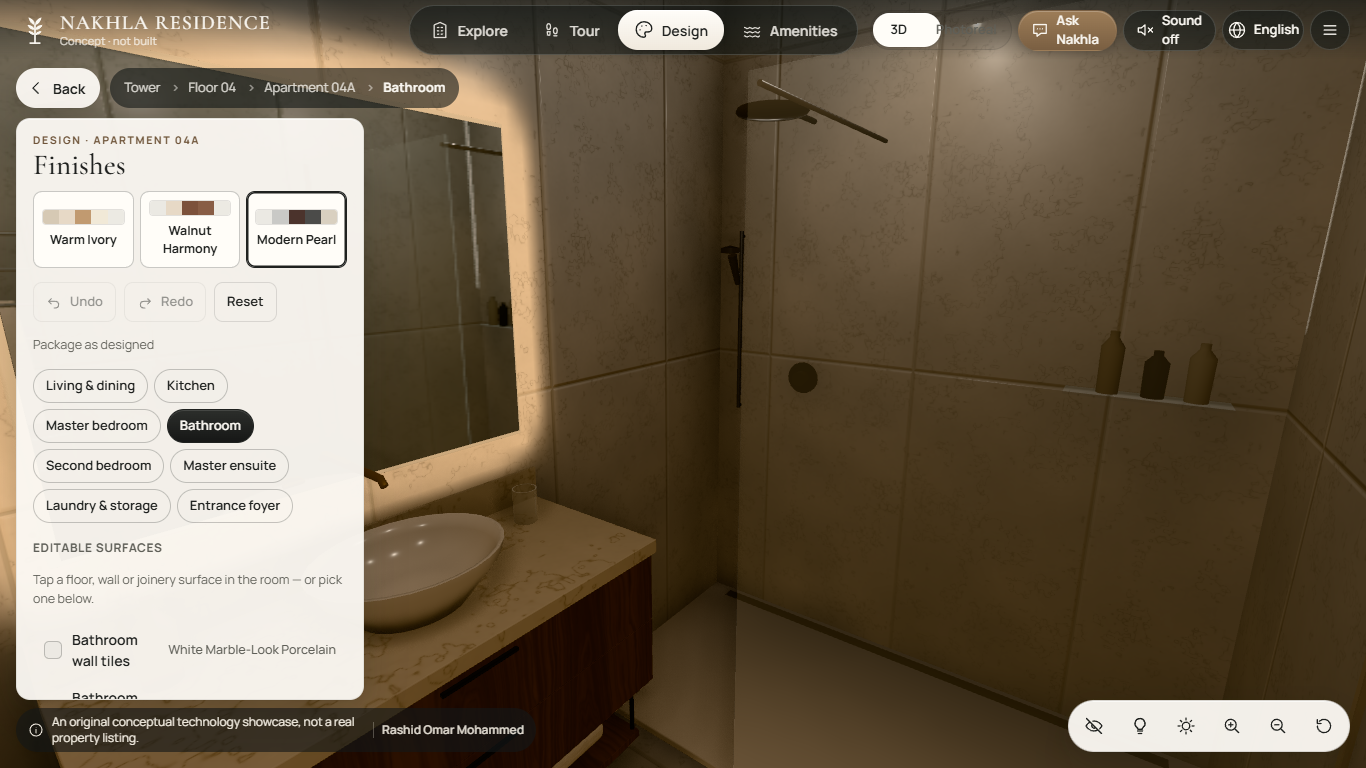 NAKHLA RESIDENCE
Concept · not built
Explore
Tour
Design
Amenities
3D
Ask Nakhla
Sound off
English
Back
Tower > Floor 04 > Apartment 04A > Bathroom
DESIGN · APARTMENT 04A
Finishes
Warm Ivory
Walnut Harmony
Modern Pearl
Undo
Redo
Reset
Package as designed
Living & dining
Kitchen
Master bedroom
Bathroom
Second bedroom
Master ensuite
Laundry & storage
Entrance foyer
EDITABLE SURFACES
Tap a floor, wall or joinery surface in the room — or pick
one below.
Bathroom
wall tiles
White Marble-Look Porcelain
Bathroom
An original conceptual technology showcase, not a real
property listing.
Rashid Omar Mohammed